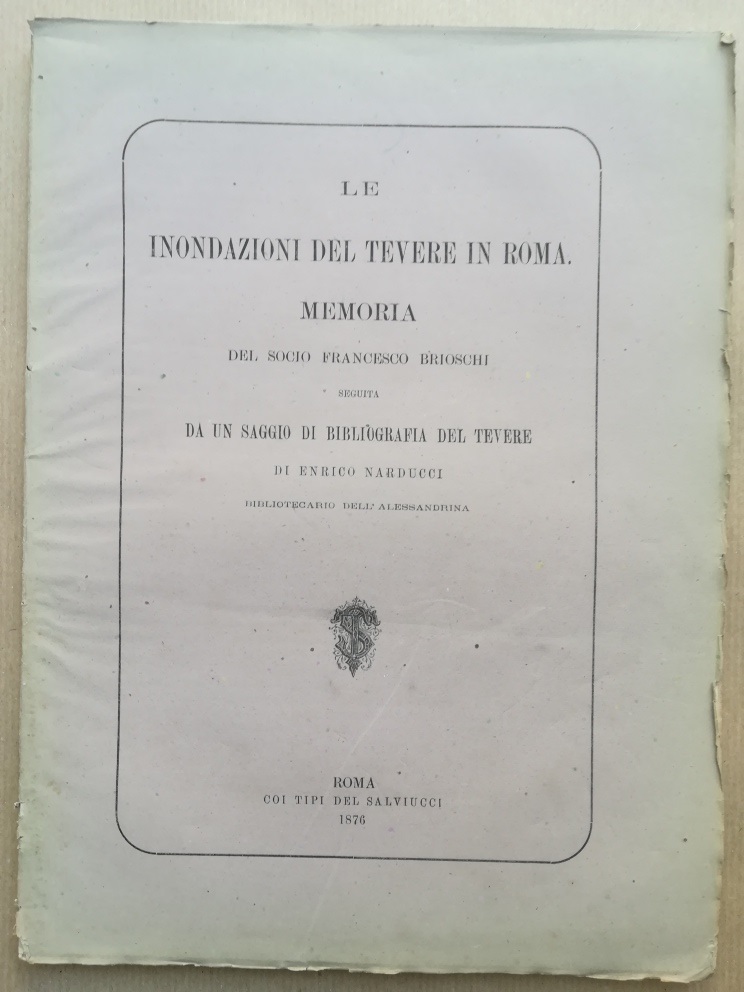 LE
INONDAZIONI DEL TEVERE IN ROMA.
MEMORIA
DEL SOCIO FRANCESCO BRIOSCHI
SEGUITA
DA UN SAGGIO DI BIBLIOGRAFIA DEL TEVERE
DI ENRICO NARDUCCI
BIBLIOTECARIO DELL'ALESSANDRINA
ROMA
COI TIPI DEL SALVIUCCI
1876